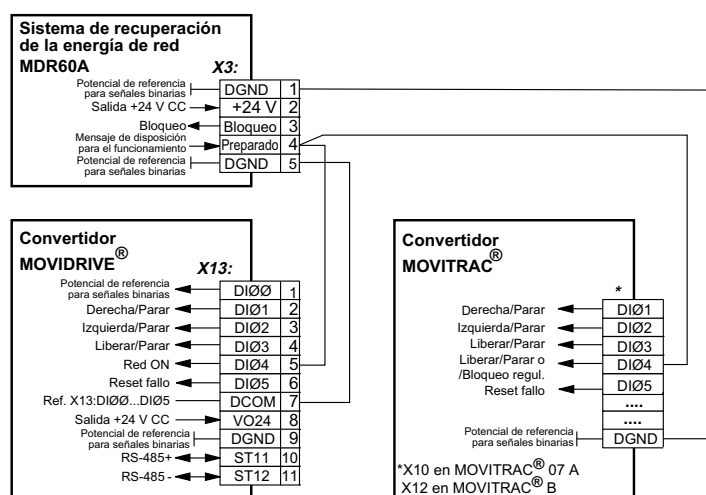 Sistema de recuperación
de la energía de red
MDR60A
X3:
Potencial de referencia
para señales binarias
DGND 1
Salida +24 V CC +24 V 2
Bloqueo Bloqueo 3
Mensaje de disposición
para el funcionamiento
Preparado 4
Potencial de referencia
para señales binarias
DGND 5
Convertidor
MOVIDRIVE®
X13:
Potencial de referencia
para señales binarias
DIØØ 1
Derecha/Parar DIØ1 2
Izquierda/Parar DIØ2 3
Liberar/Parar DIØ3 4
Red ON DIØ4 5
Reset fallo DIØ5 6
Ref. X13:DIØØ...DIØ5 DCOM 7
Salida +24 V CC VO24 8
Potencial de referencia
para señales binarias
DGND 9
RS-485+ ST11 10
RS-485 - ST12 11
Convertidor
MOVITRAC®
*
Derecha/Parar DIØ1
Izquierda/Parar DIØ2
Liberar/Parar DIØ3
Liberar/Parar o
/Bloqueo regul.
DIØ4
Reset fallo DIØ5
....
....
Potencial de referencia
para señales binarias
DGND
*X10 en MOVITRAC® 07 A
X12 en MOVITRAC® B